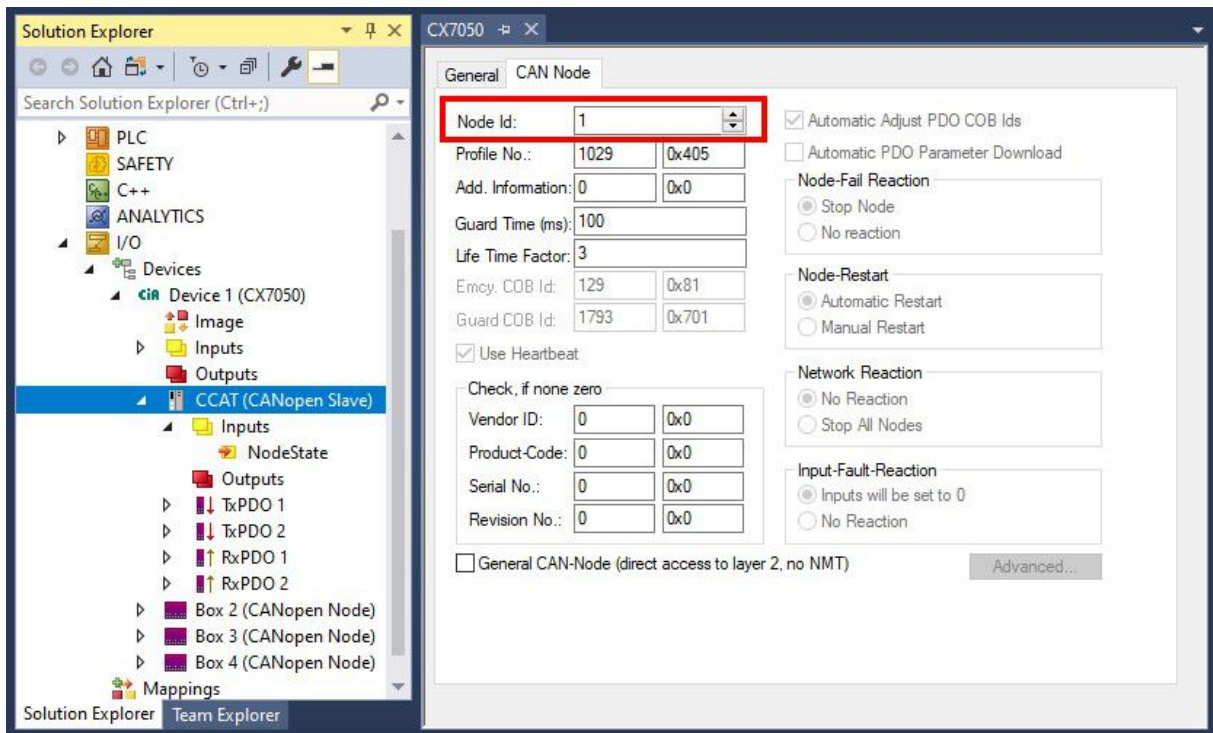 Solution Explorer
Search Solution Explorer (Ctrl+;)
PLC
SAFETY
C++
ANALYTICS
I/O
Devices
CiA Device 1 (CX7050)
Image
Inputs
Outputs
CCAT (CANopen Slave)
Inputs
NodeState
Outputs
TxPDO 1
TxPDO 2
RxPDO 1
RxPDO 2
Box 2 (CANopen Node)
Box 3 (CANopen Node)
Box 4 (CANopen Node)
Mappings
Solution Explorer Team Explorer
CX7050
General CAN Node
Node Id: 1
Profile No.: 1029 0x405
Add. Information: 0 0x0
Guard Time (ms): 100
Life Time Factor: 3
Emcy. COB Id: 129 0x81
Guard COB Id: 1793 0x701
Use Heartbeat
Check, if none zero
Vendor ID: 0 0x0
Product-Code: 0 0x0
Serial No.: 0 0x0
Revision No.: 0 0x0
General CAN-Node (direct access to layer 2, no NMT)
Automatic Adjust PDO COB Ids
Automatic PDO Parameter Download
Node-Fail Reaction
Stop Node
No reaction
Node-Restart
Automatic Restart
Manual Restart
Network Reaction
No Reaction
Stop All Nodes
Input-Fault-Reaction
Inputs will be set to 0
No Reaction
Advanced...